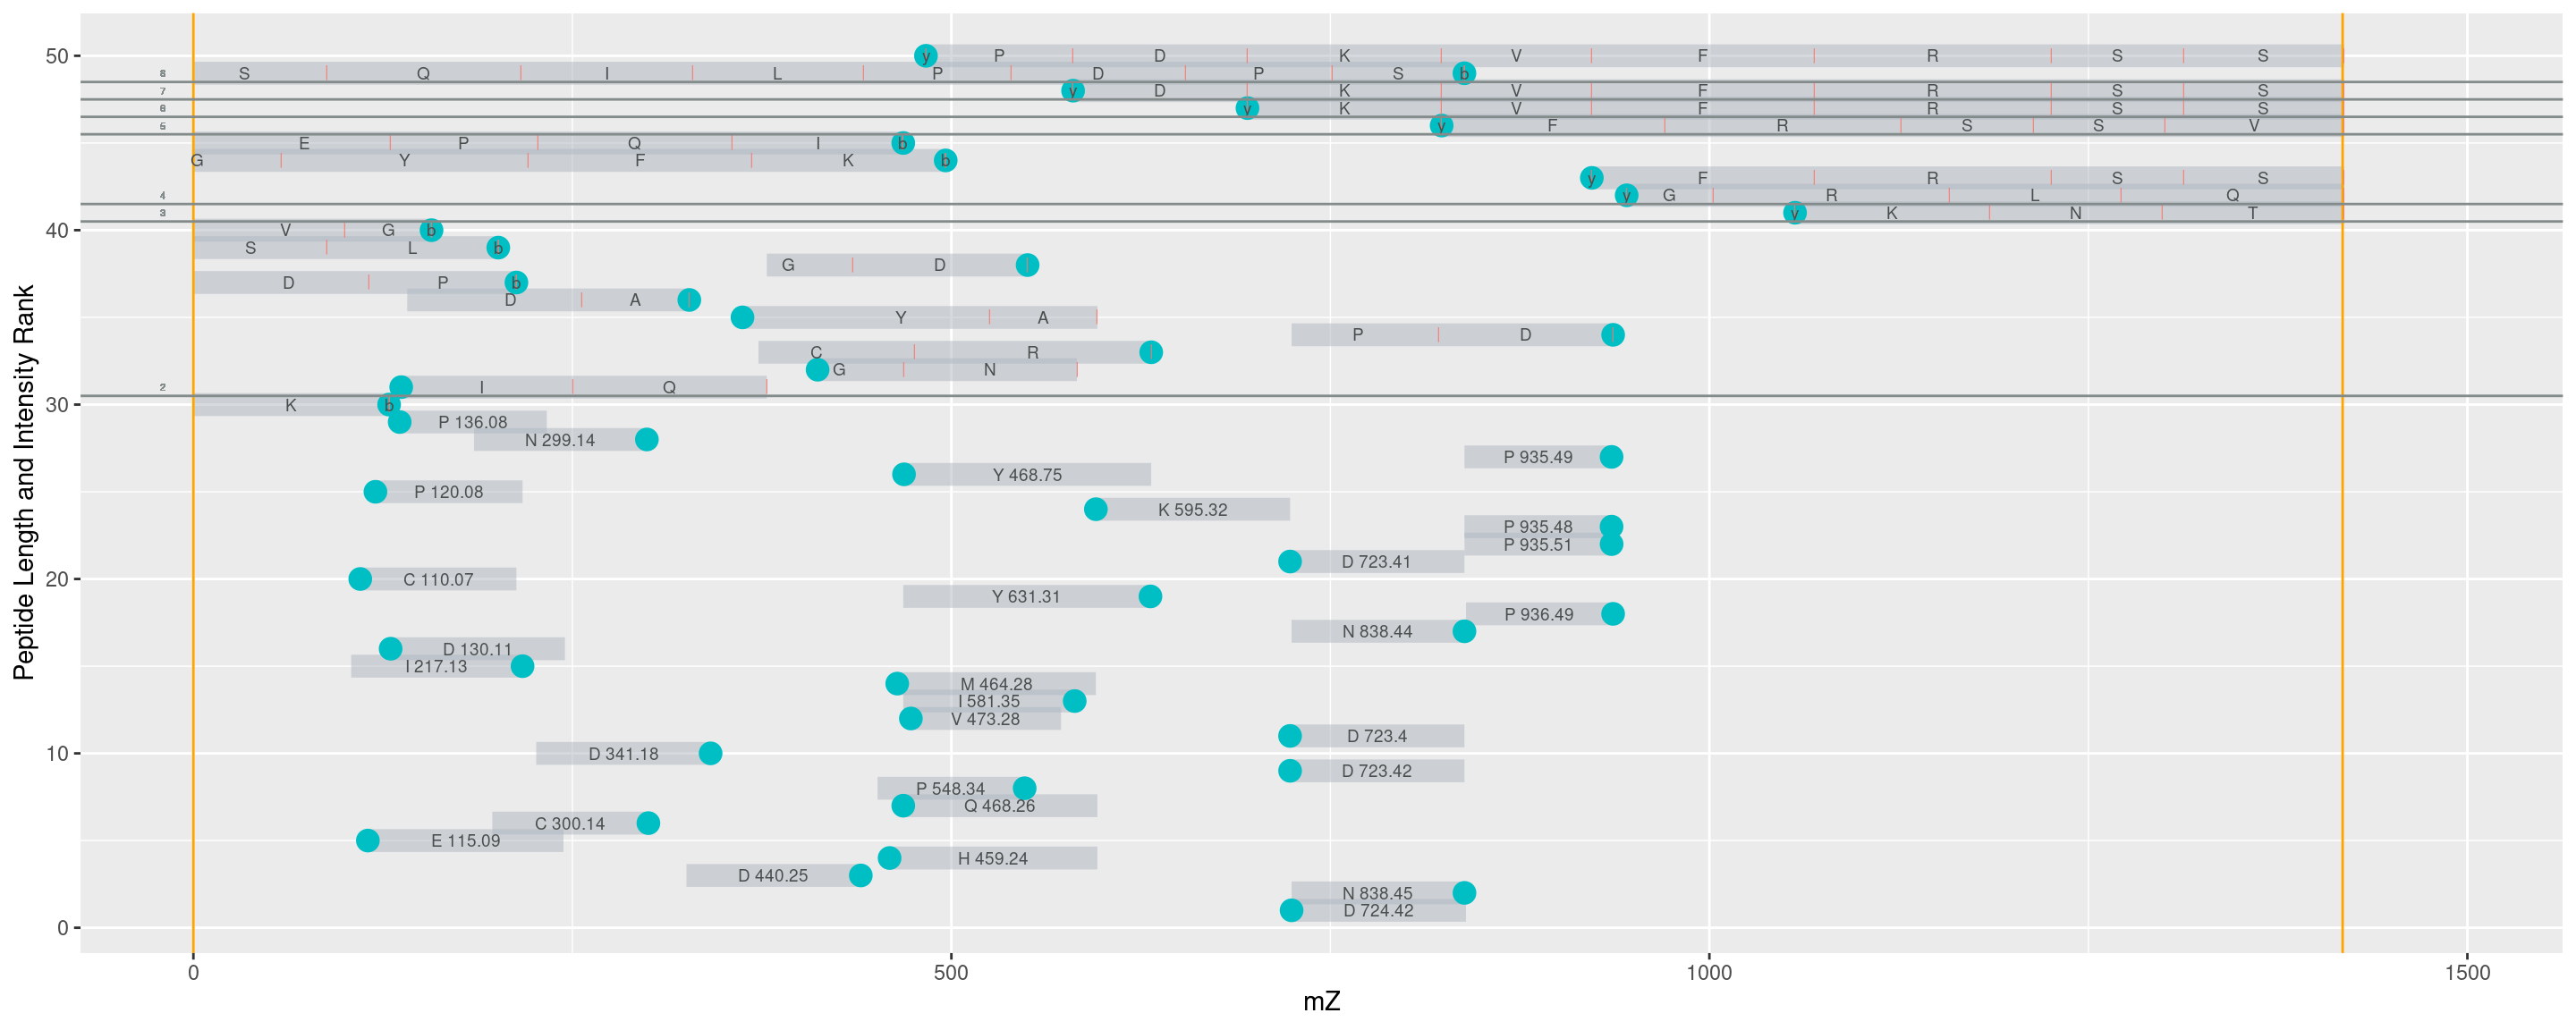 50
y P D K V F R S S
8 S Q I L P D P S b
7 y D K V F R S S
6 y K V F R S S
5 y F R S S V
E P Q I b
G Y F K b
y F R S S
4 y G R L Q
3 y K N T
40 V G b
S L b
G D
D P b
D A
Y A
P D
C R
G N
2 I Q
30 K b
P 136.08
N 299.14
P 935.49
Y 468.75
P 120.08
K 595.32
P 935.48
P 935.51
D 723.41
20 C 110.07
Y 631.31
P 936.49
N 838.44
D 130.11
I 217.13
M 464.28
I 581.35
V 473.28
D 723.4
10 D 341.18
D 723.42
P 548.34
Q 468.26
C 300.14
E 115.09
H 459.24
D 440.25
N 838.45
D 724.42
0
0 500 1000 1500
mZ
Peptide Length and Intensity Rank